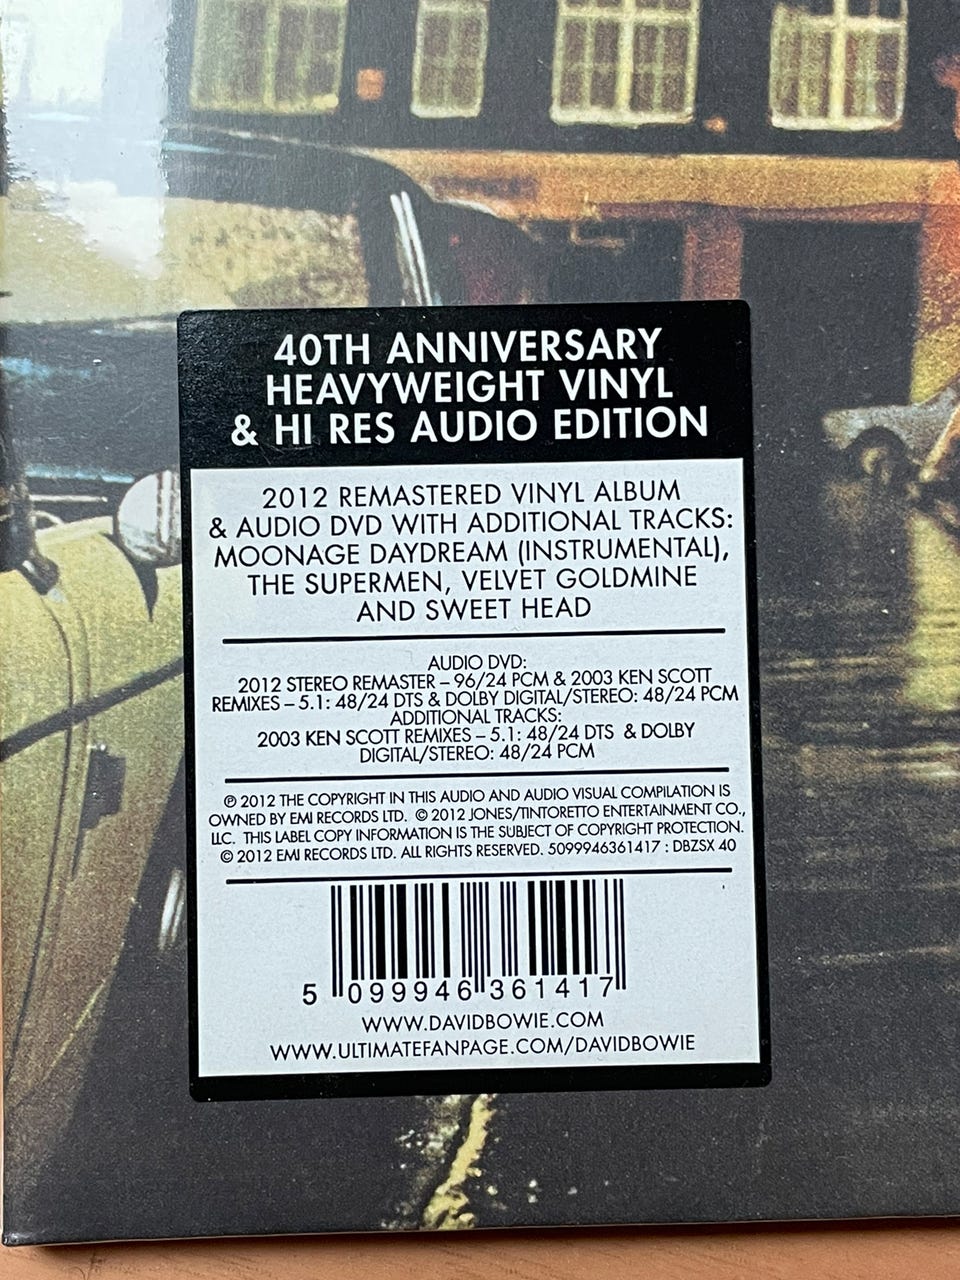 40TH ANNIVERSARY
HEAVYWEIGHT VINYL
& HI RES AUDIO EDITION
2012 REMASTERED VINYL ALBUM
& AUDIO DVD WITH ADDITIONAL TRACKS:
MOONAGE DAYDREAM (INSTRUMENTAL),
THE SUPERMEN, VELVET GOLDMINE
AND SWEET HEAD
AUDIO DVD:
2012 STEREO REMASTER – 96/24 PCM & 2003 KEN SCOTT
REMIXES – 5.1: 48/24 DTS & DOLBY DIGITAL/STEREO: 48/24 PCM
ADDITIONAL TRACKS:
2003 KEN SCOTT REMIXES – 5.1: 48/24 DTS & DOLBY
DIGITAL/STEREO: 48/24 PCM
℗ 2012 THE COPYRIGHT IN THIS AUDIO AND AUDIO VISUAL COMPILATION IS
OWNED BY EMI RECORDS LTD. © 2012 JONES/TINTORETTO ENTERTAINMENT CO.,
LLC. THIS LABEL COPY INFORMATION IS THE SUBJECT OF COPYRIGHT PROTECTION.
© 2012 EMI RECORDS LTD. ALL RIGHTS RESERVED. 5099946361417 : DBZSX 40
5 099946 361417
WWW.DAVIDBOWIE.COM
WWW.ULTIMATEFANPAGE.COM/DAVIDBOWIE